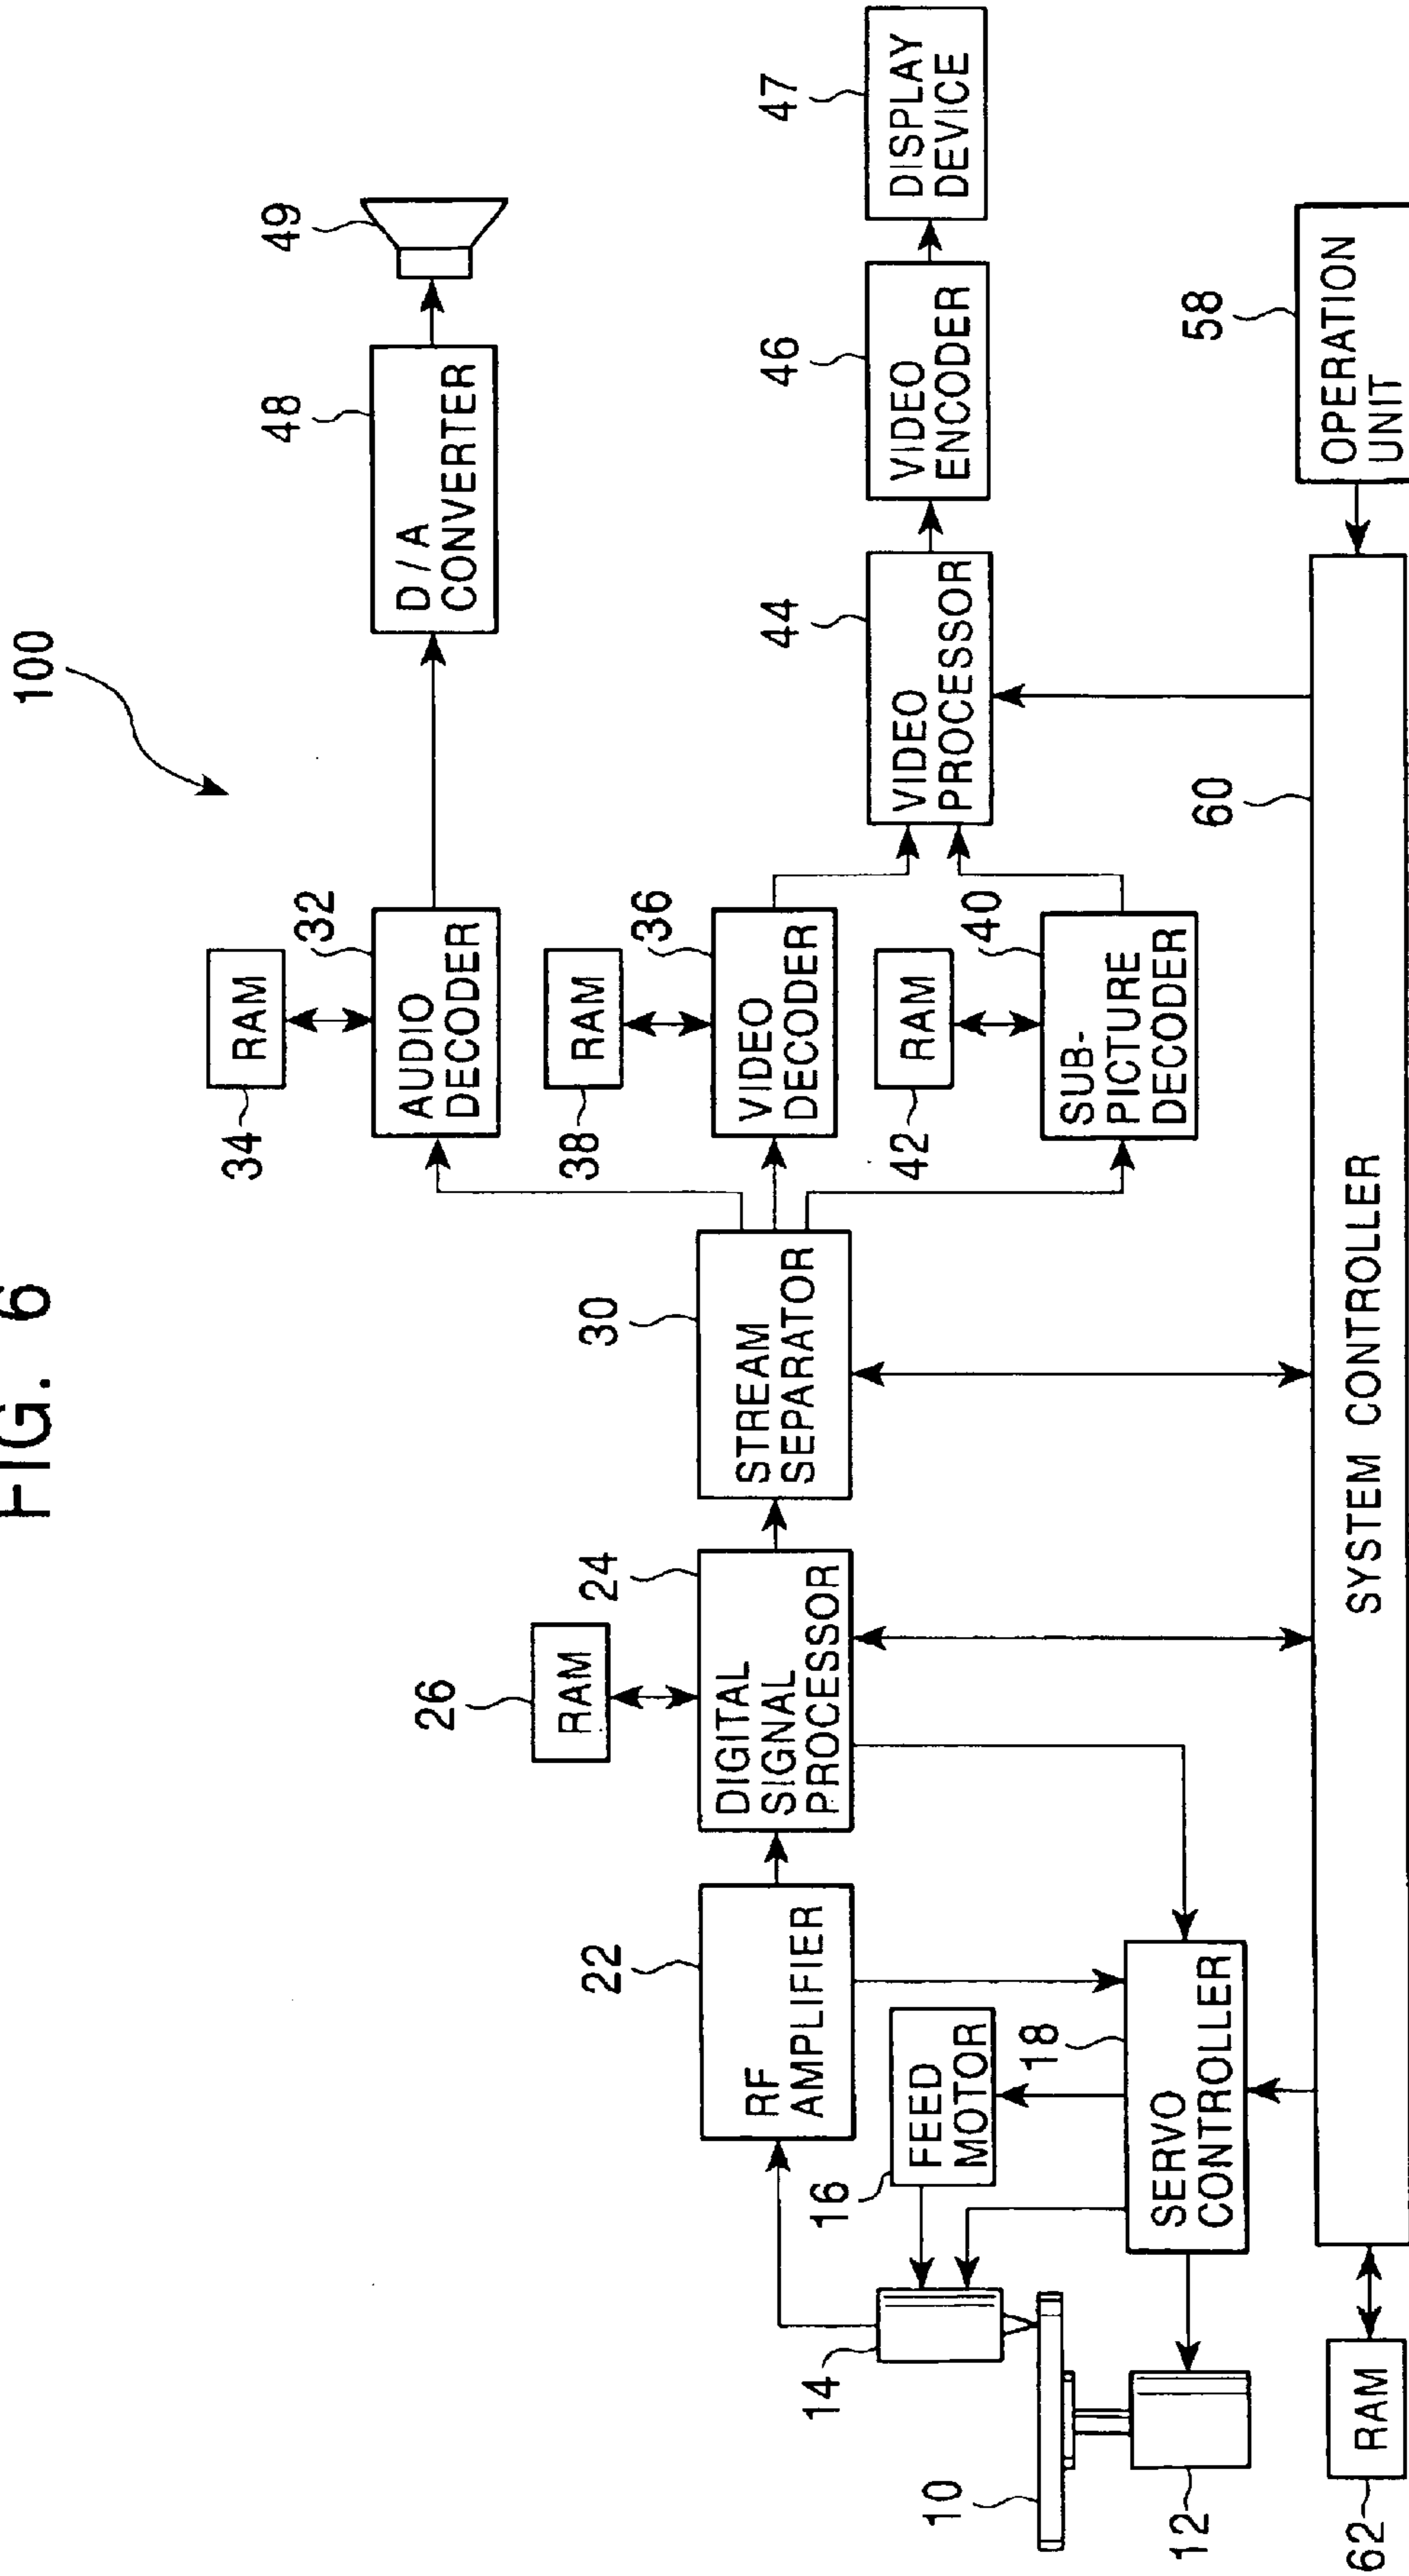 FIG. 6
100
49
48
D/A
CONVERTER
34
RAM
32
AUDIO
DECODER
38
RAM
36
VIDEO
DECODER
42
RAM
40
SUB-
PICTURE
DECODER
44
VIDEO
PROCESSOR
46
VIDEO
ENCODER
47
DISPLAY
DEVICE
26
RAM
24
DIGITAL
SIGNAL
PROCESSOR
30
STREAM
SEPARATOR
22
RF
AMPLIFIER
16
FEED
MOTOR
14
18
SERVO
CONTROLLER
10
12
60
SYSTEM CONTROLLER
58
OPERATION
UNIT
62
RAM